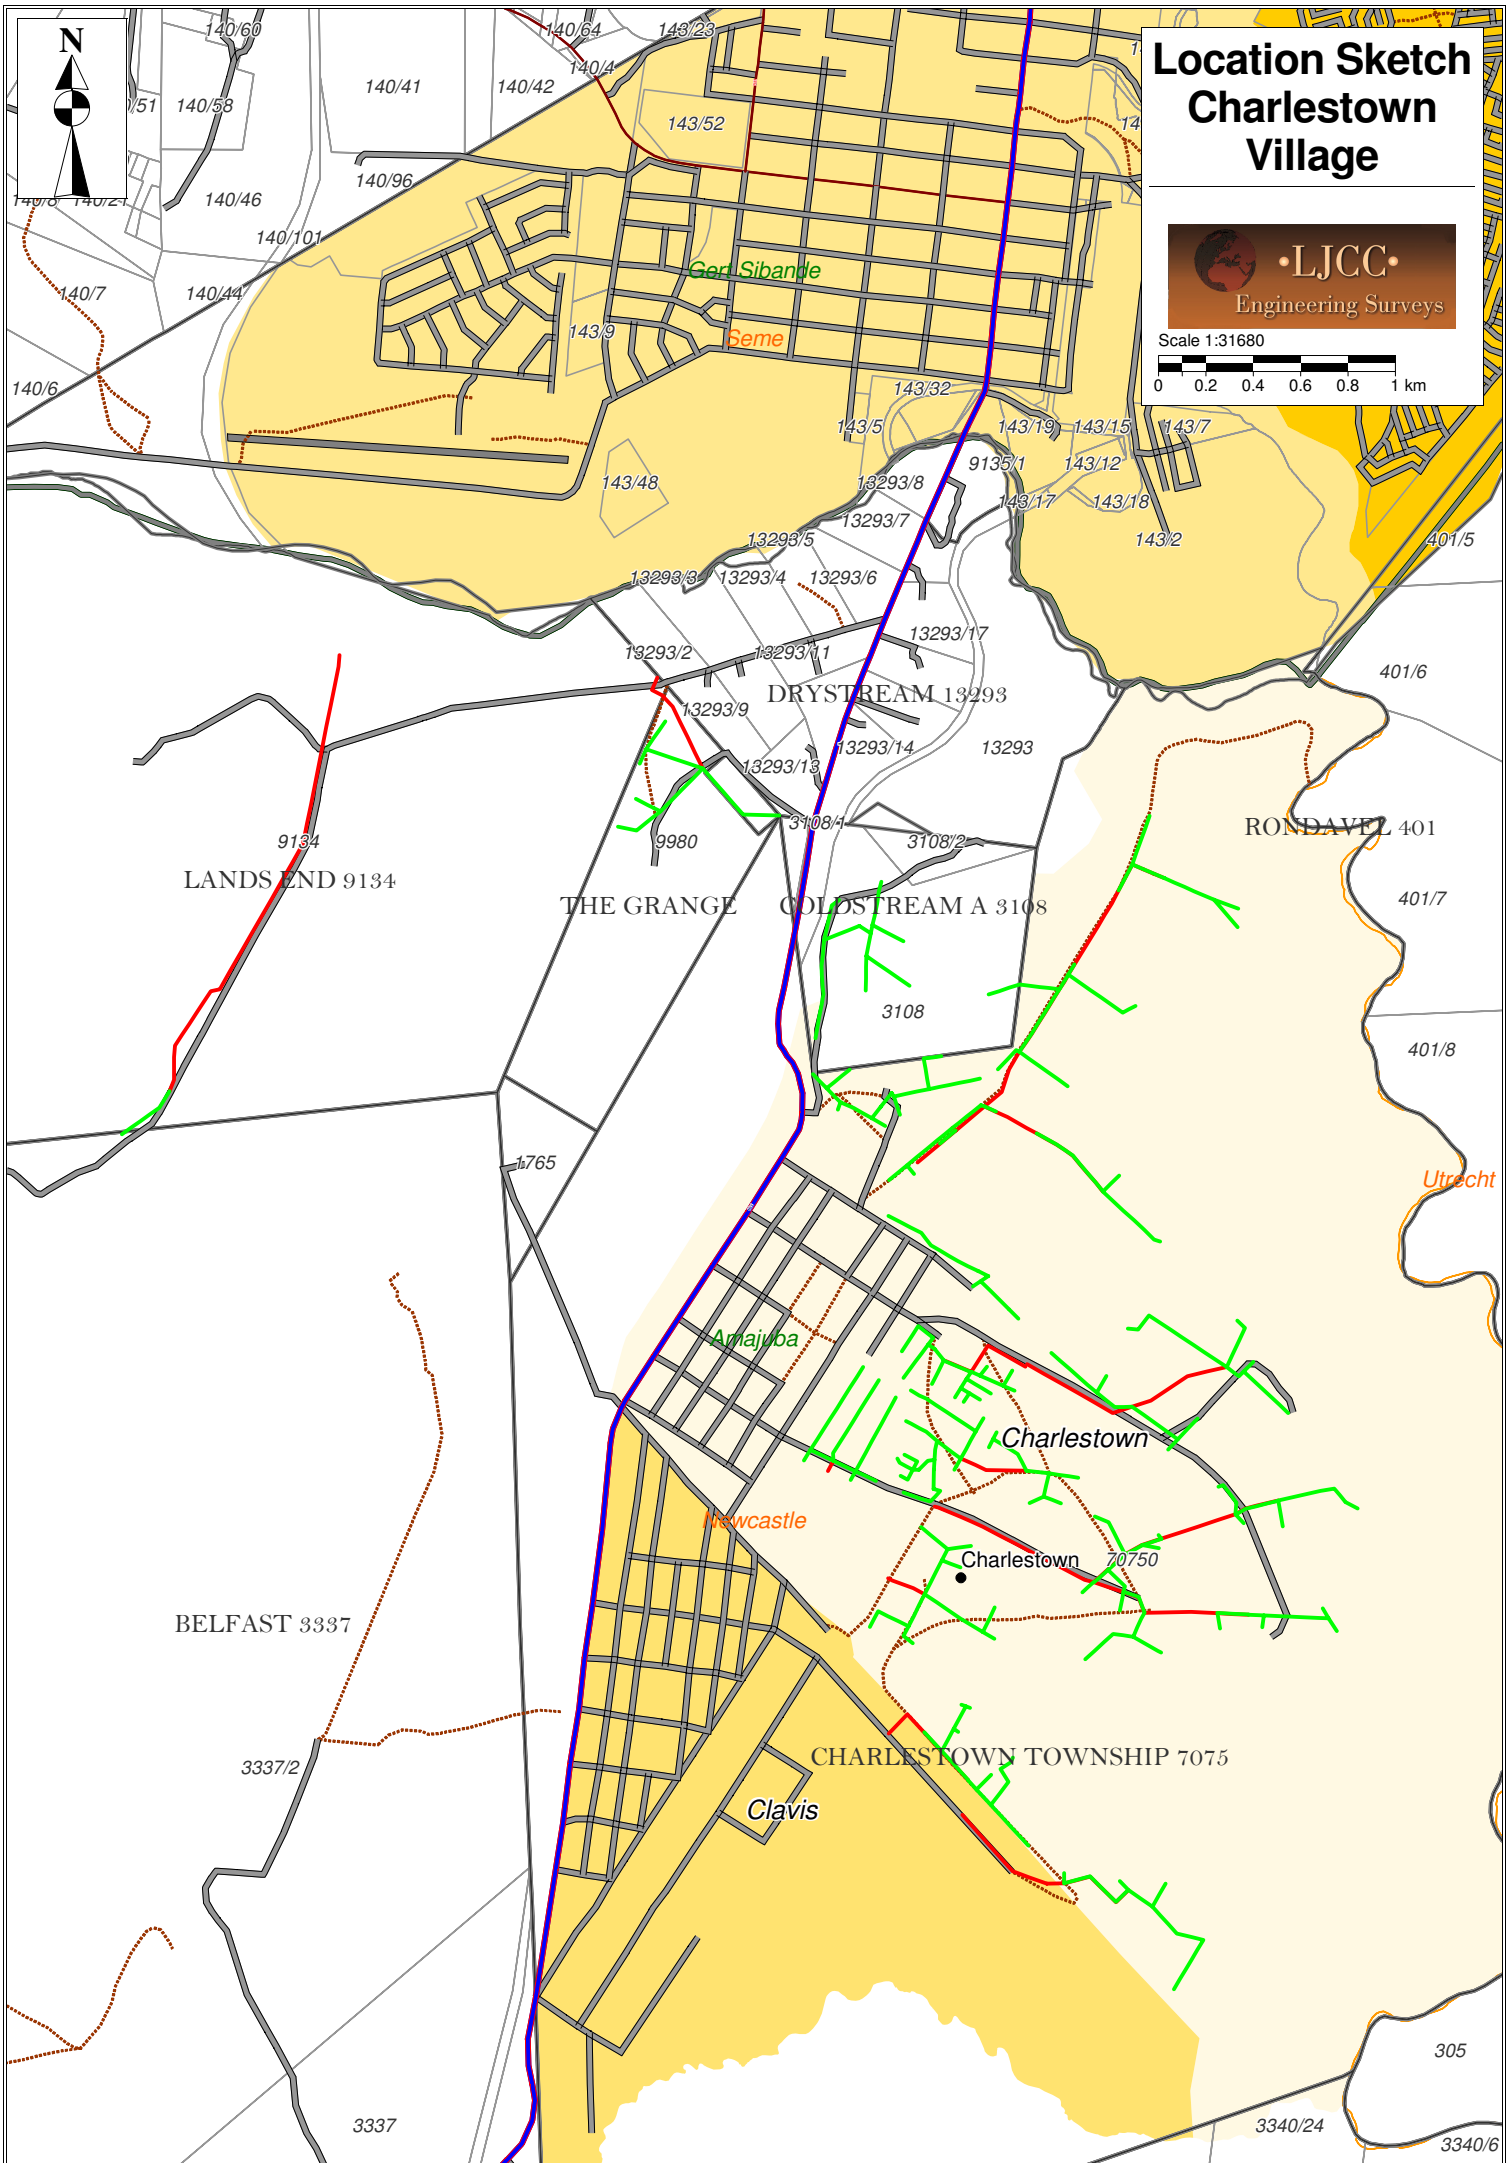 N
Location Sketch
Charlestown
Village
•LJCC•
Engineering Surveys
Scale 1:31680
0 0.2 0.4 0.6 0.8 1 km
140/60
140/64
143/23
140/4
140/41
140/42
140/58
143/52
140/96
140/46
140/101
Gert Sibande
140/7
140/44
143/9
Seme
140/6
143/32
143/5
143/19
143/15
143/7
9135/1
143/12
13293/8
143/48
143/17
143/18
13293/7
13293/5
143/2
401/5
13293/3
13293/4
13293/6
13293/17
13293/2
13293/11
401/6
DRYSTREAM 13293
13293/9
13293/14
13293
13293/13
3108/1
RONDAVEL 401
9134
9980
3108/2
LANDS END 9134
THE GRANGE
COLDSTREAM A 3108
401/7
3108
401/8
1765
Utrecht
Amajuba
Charlestown
Newcastle
Charlestown
70750
BELFAST 3337
3337/2
CHARLESTOWN TOWNSHIP 7075
Clavis
305
3337
3340/24
3340/6